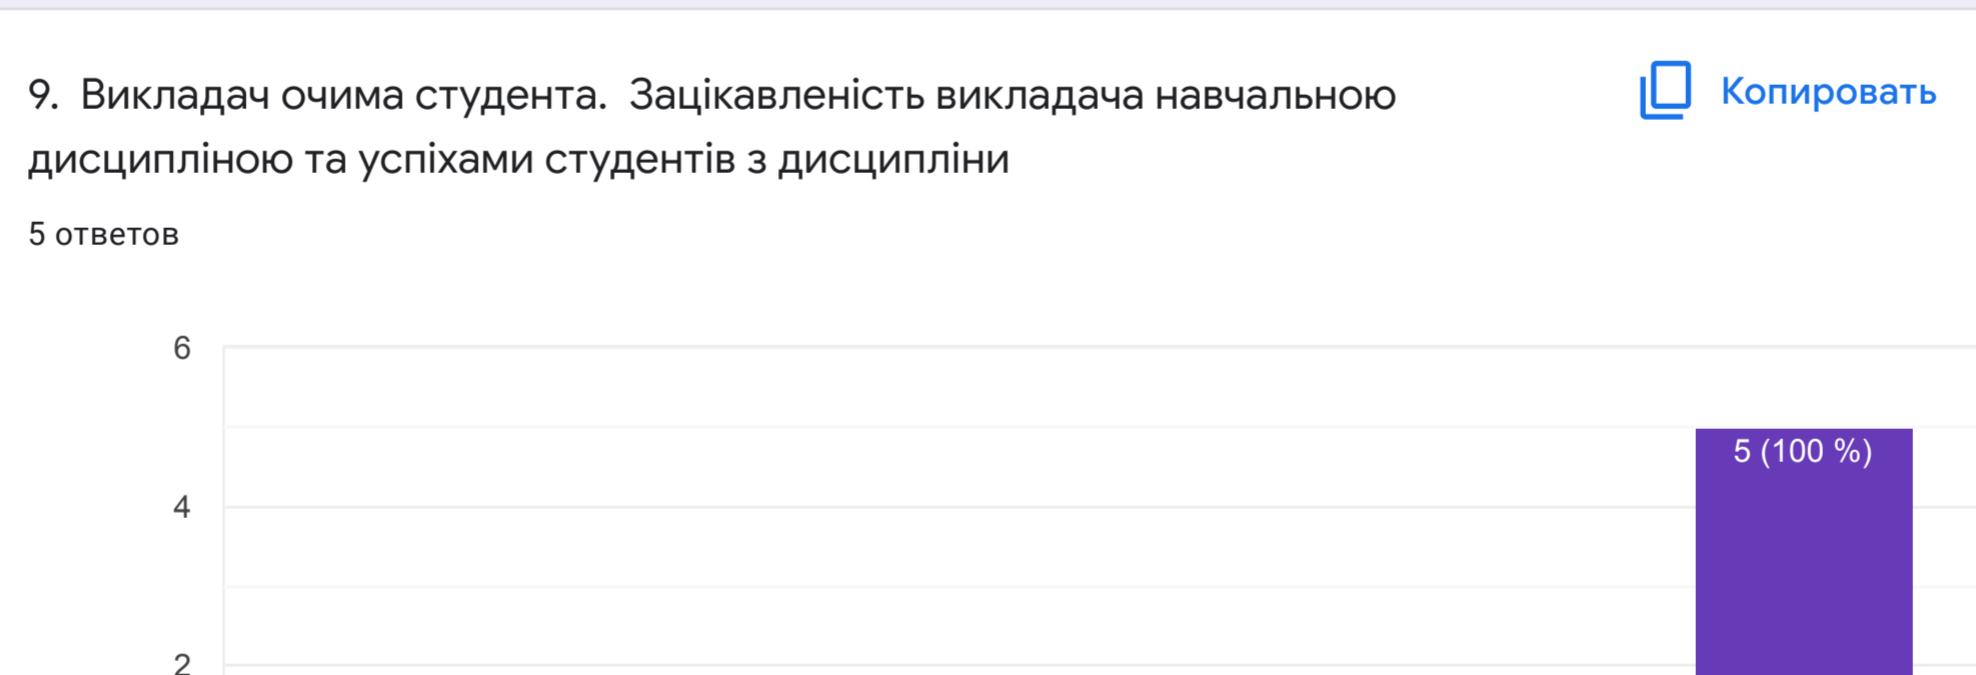 9. Викладач очима студента. Зацікавленість викладача навчальною
дисципліною та успіхами студентів з дисципліни
Копировать
5 ответов
6
5 (100 %)
4
2